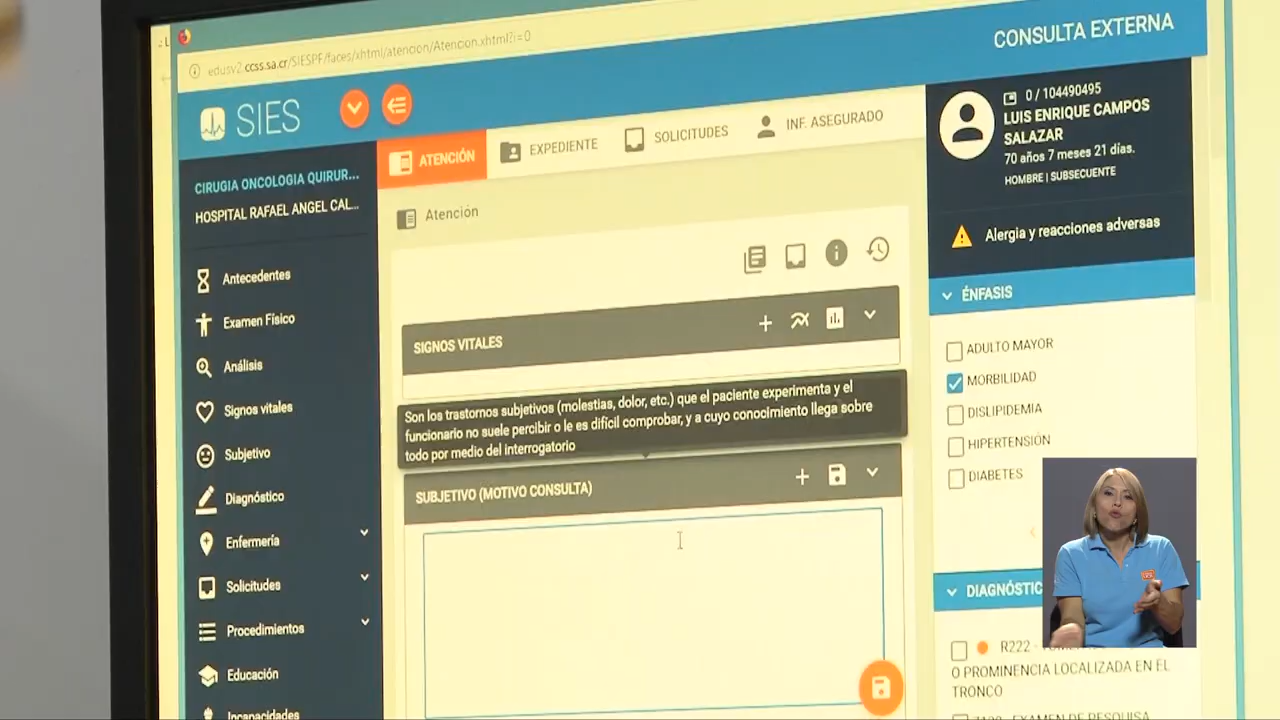 edusv2.ccss.sa.cr/SIESPF/faces/xhtml/atencion/Atencion.xhtml?i=0
CONSULTA EXTERNA
SIES
CIRUGIA ONCOLOGIA QUIRUR...
HOSPITAL RAFAEL ANGEL CAL...
Antecedentes
Examen Físico
Análisis
Signos vitales
Subjetivo
Diagnóstico
Enfermería
Solicitudes
Procedimientos
Educación
Incapacidades
ATENCIÓN
EXPEDIENTE
SOLICITUDES
INF. ASEGURADO
Atención
SIGNOS VITALES
Son los trastornos subjetivos (molestias, dolor, etc.) que el paciente experimenta y el
funcionario no suele percibir o le es difícil comprobar, y a cuyo conocimiento llega sobre
todo por medio del interrogatorio
SUBJETIVO (MOTIVO CONSULTA)
0 / 104490495
LUIS ENRIQUE CAMPOS
SALAZAR
70 años 7 meses 21 días.
HOMBRE | SUBSECUENTE
Alergia y reacciones adversas
ÉNFASIS
ADULTO MAYOR
MORBILIDAD
DISLIPIDEMIA
HIPERTENSIÓN
DIABETES
DIAGNÓSTIC
R222 -
O PROMINENCIA LOCALIZADA EN EL
TRONCO
EXAMEN DE PESQUISA